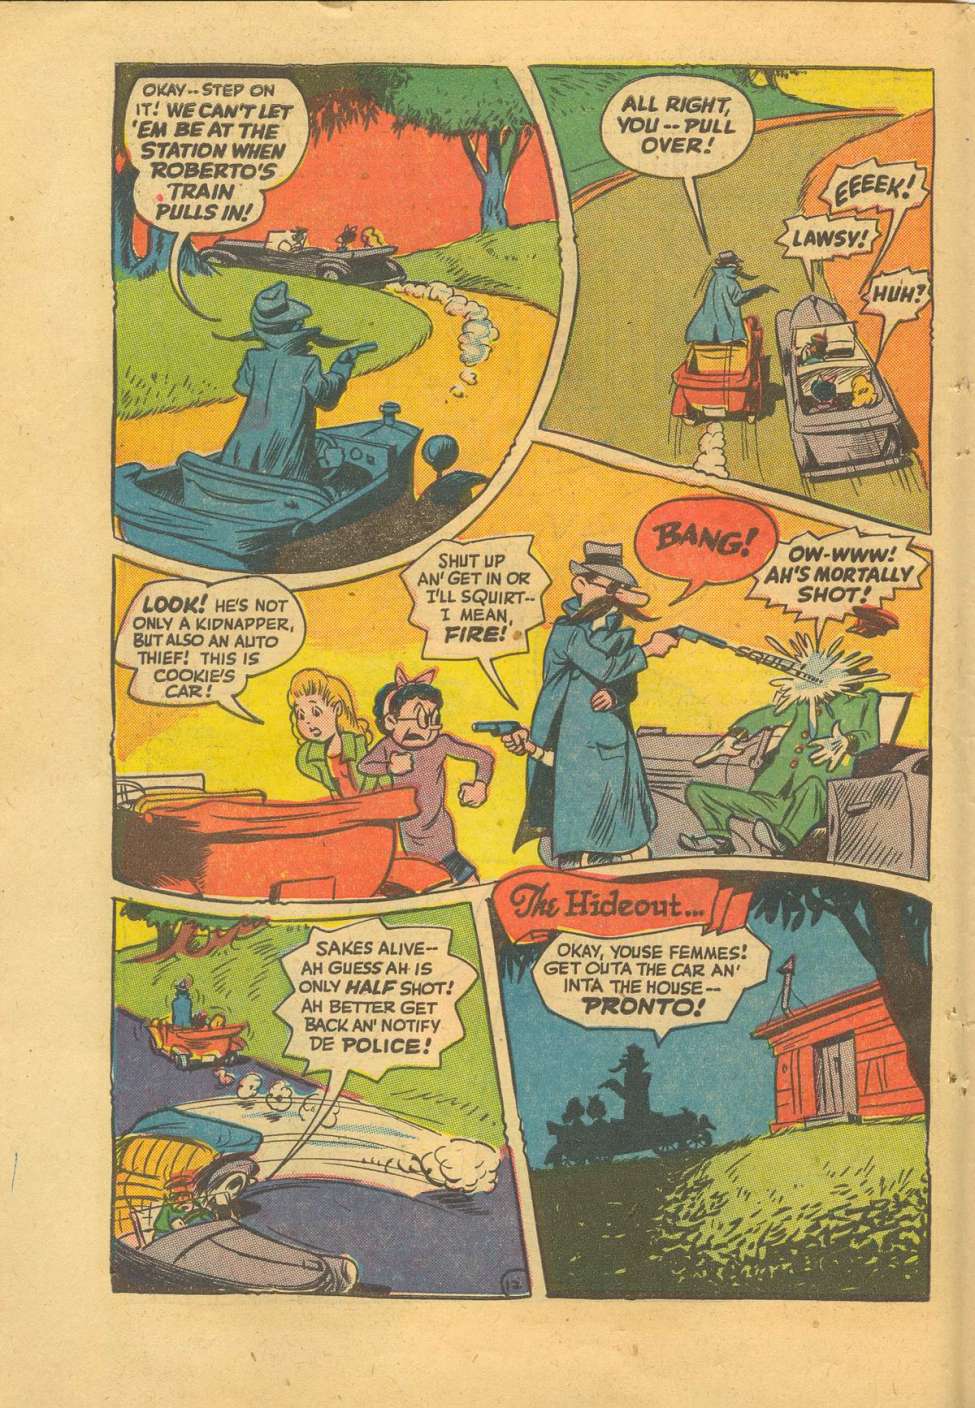 OKAY--STEP ON
IT! WE CAN'T LET
'EM BE AT THE
STATION WHEN
ROBERTO'S
TRAIN
PULLS IN!
ALL RIGHT,
YOU--PULL
OVER!
EEEEK!
LAWSY!
HUH?
LOOK! HE'S NOT
ONLY A KIDNAPPER,
BUT ALSO AN AUTO
THIEF! THIS IS
COOKIE'S
CAR!
SHUT UP
AN' GET IN OR
I'LL SQUIRT--
I MEAN,
FIRE!
BANG!
SQUIRT
OW-WWW!
AH'S MORTALLY
SHOT!
SAKES ALIVE--
AH GUESS AH IS
ONLY HALF SHOT!
AH BETTER GET
BACK AN' NOTIFY
DE POLICE!
12
The Hideout...
OKAY, YOUSE FEMMES!
GET OUTA THE CAR AN'
INTA THE HOUSE--
PRONTO!